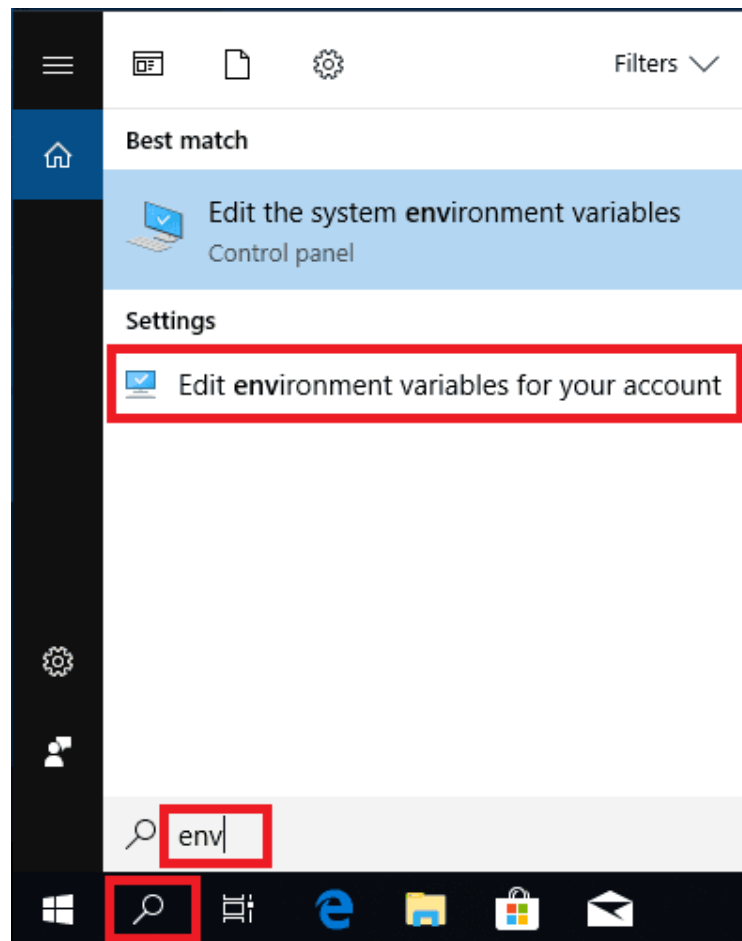 Filters
Best match
Edit the system environment variables
Control panel
Settings
Edit environment variables for your account
env